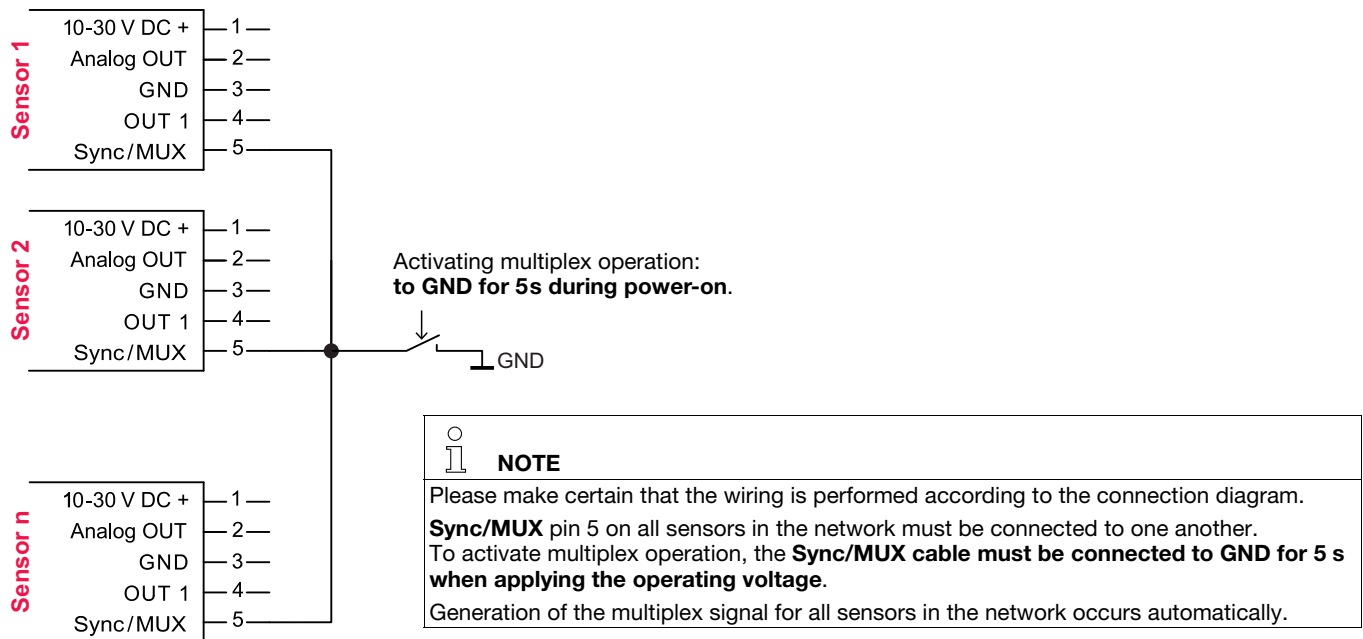 Sensor 1
10-30 V DC + 1
Analog OUT 2
GND 3
OUT 1 4
Sync/MUX 5
Sensor 2
10-30 V DC + 1
Analog OUT 2
GND 3
OUT 1 4
Sync/MUX 5
Activating multiplex operation:
to GND for 5s during power-on.
GND
Sensor n
10-30 V DC + 1
Analog OUT 2
GND 3
OUT 1 4
Sync/MUX 5
NOTE
Please make certain that the wiring is performed according to the connection diagram.
Sync/MUX pin 5 on all sensors in the network must be connected to one another.
To activate multiplex operation, the Sync/MUX cable must be connected to GND for 5 s
when applying the operating voltage.
Generation of the multiplex signal for all sensors in the network occurs automatically.